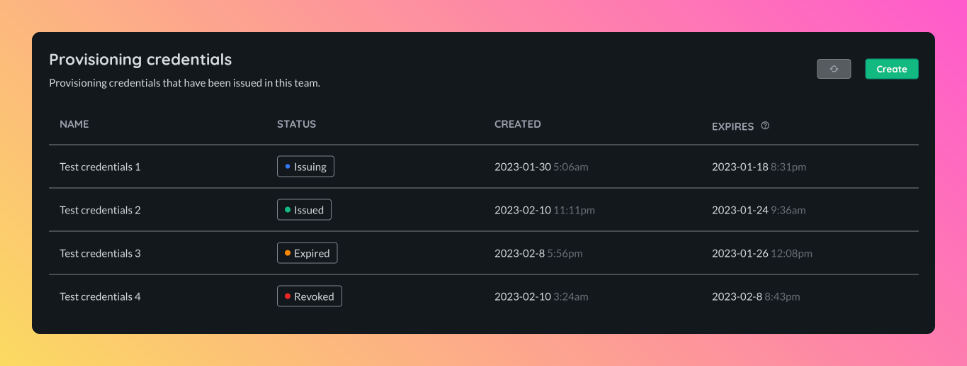 Provisioning credentials
Provisioning credentials that have been issued in this team.
Create
NAME STATUS CREATED EXPIRES
Test credentials 1 Issuing 2023-01-30 5:06am 2023-01-18 8:31pm
Test credentials 2 Issued 2023-02-10 11:11pm 2023-01-24 9:36am
Test credentials 3 Expired 2023-02-8 5:56pm 2023-01-26 12:08pm
Test credentials 4 Revoked 2023-02-10 3:24am 2023-02-8 8:43pm